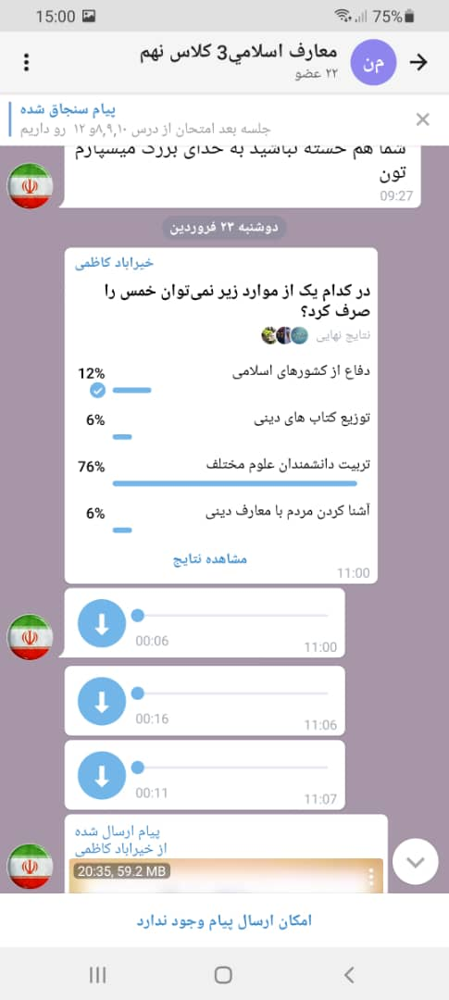 15:00
75%
معارف اسلامي3 کلاس نهم
۲۲ عضو
م‌ن
پیام سنجاق شده
جلسه بعد امتحان از درس ۸,۹,۱۰و ۱۲ رو داریم
شما هم خسته نباشید به خدای بزرگ میسپارم
تون
09:27
دوشنبه ۲۳ فروردین
خیراباد کاظمی
در کدام یک از موارد زیر نمی‌توان خمس را
صرف کرد؟
نتایج نهایی
دفاع از کشورهای اسلامی
12%
توزیع کتاب های دینی
6%
تربیت دانشمندان علوم مختلف
76%
آشنا کردن مردم با معارف دینی
6%
مشاهده نتایج
11:00
00:06
11:00
00:16
11:06
00:11
11:07
پیام ارسال شده
از خیراباد کاظمی
20:35, 59.2 MB
امکان ارسال پیام وجود ندارد